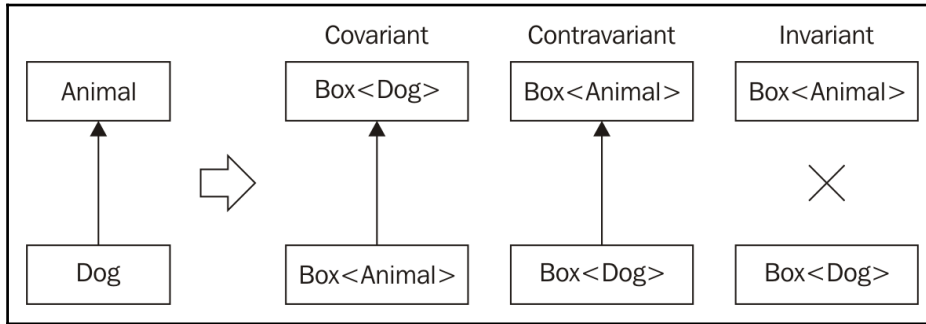 Covariant Contravariant Invariant
Animal Box<Dog> Box<Animal> Box<Animal>
Dog Box<Animal> Box<Dog> Box<Dog>